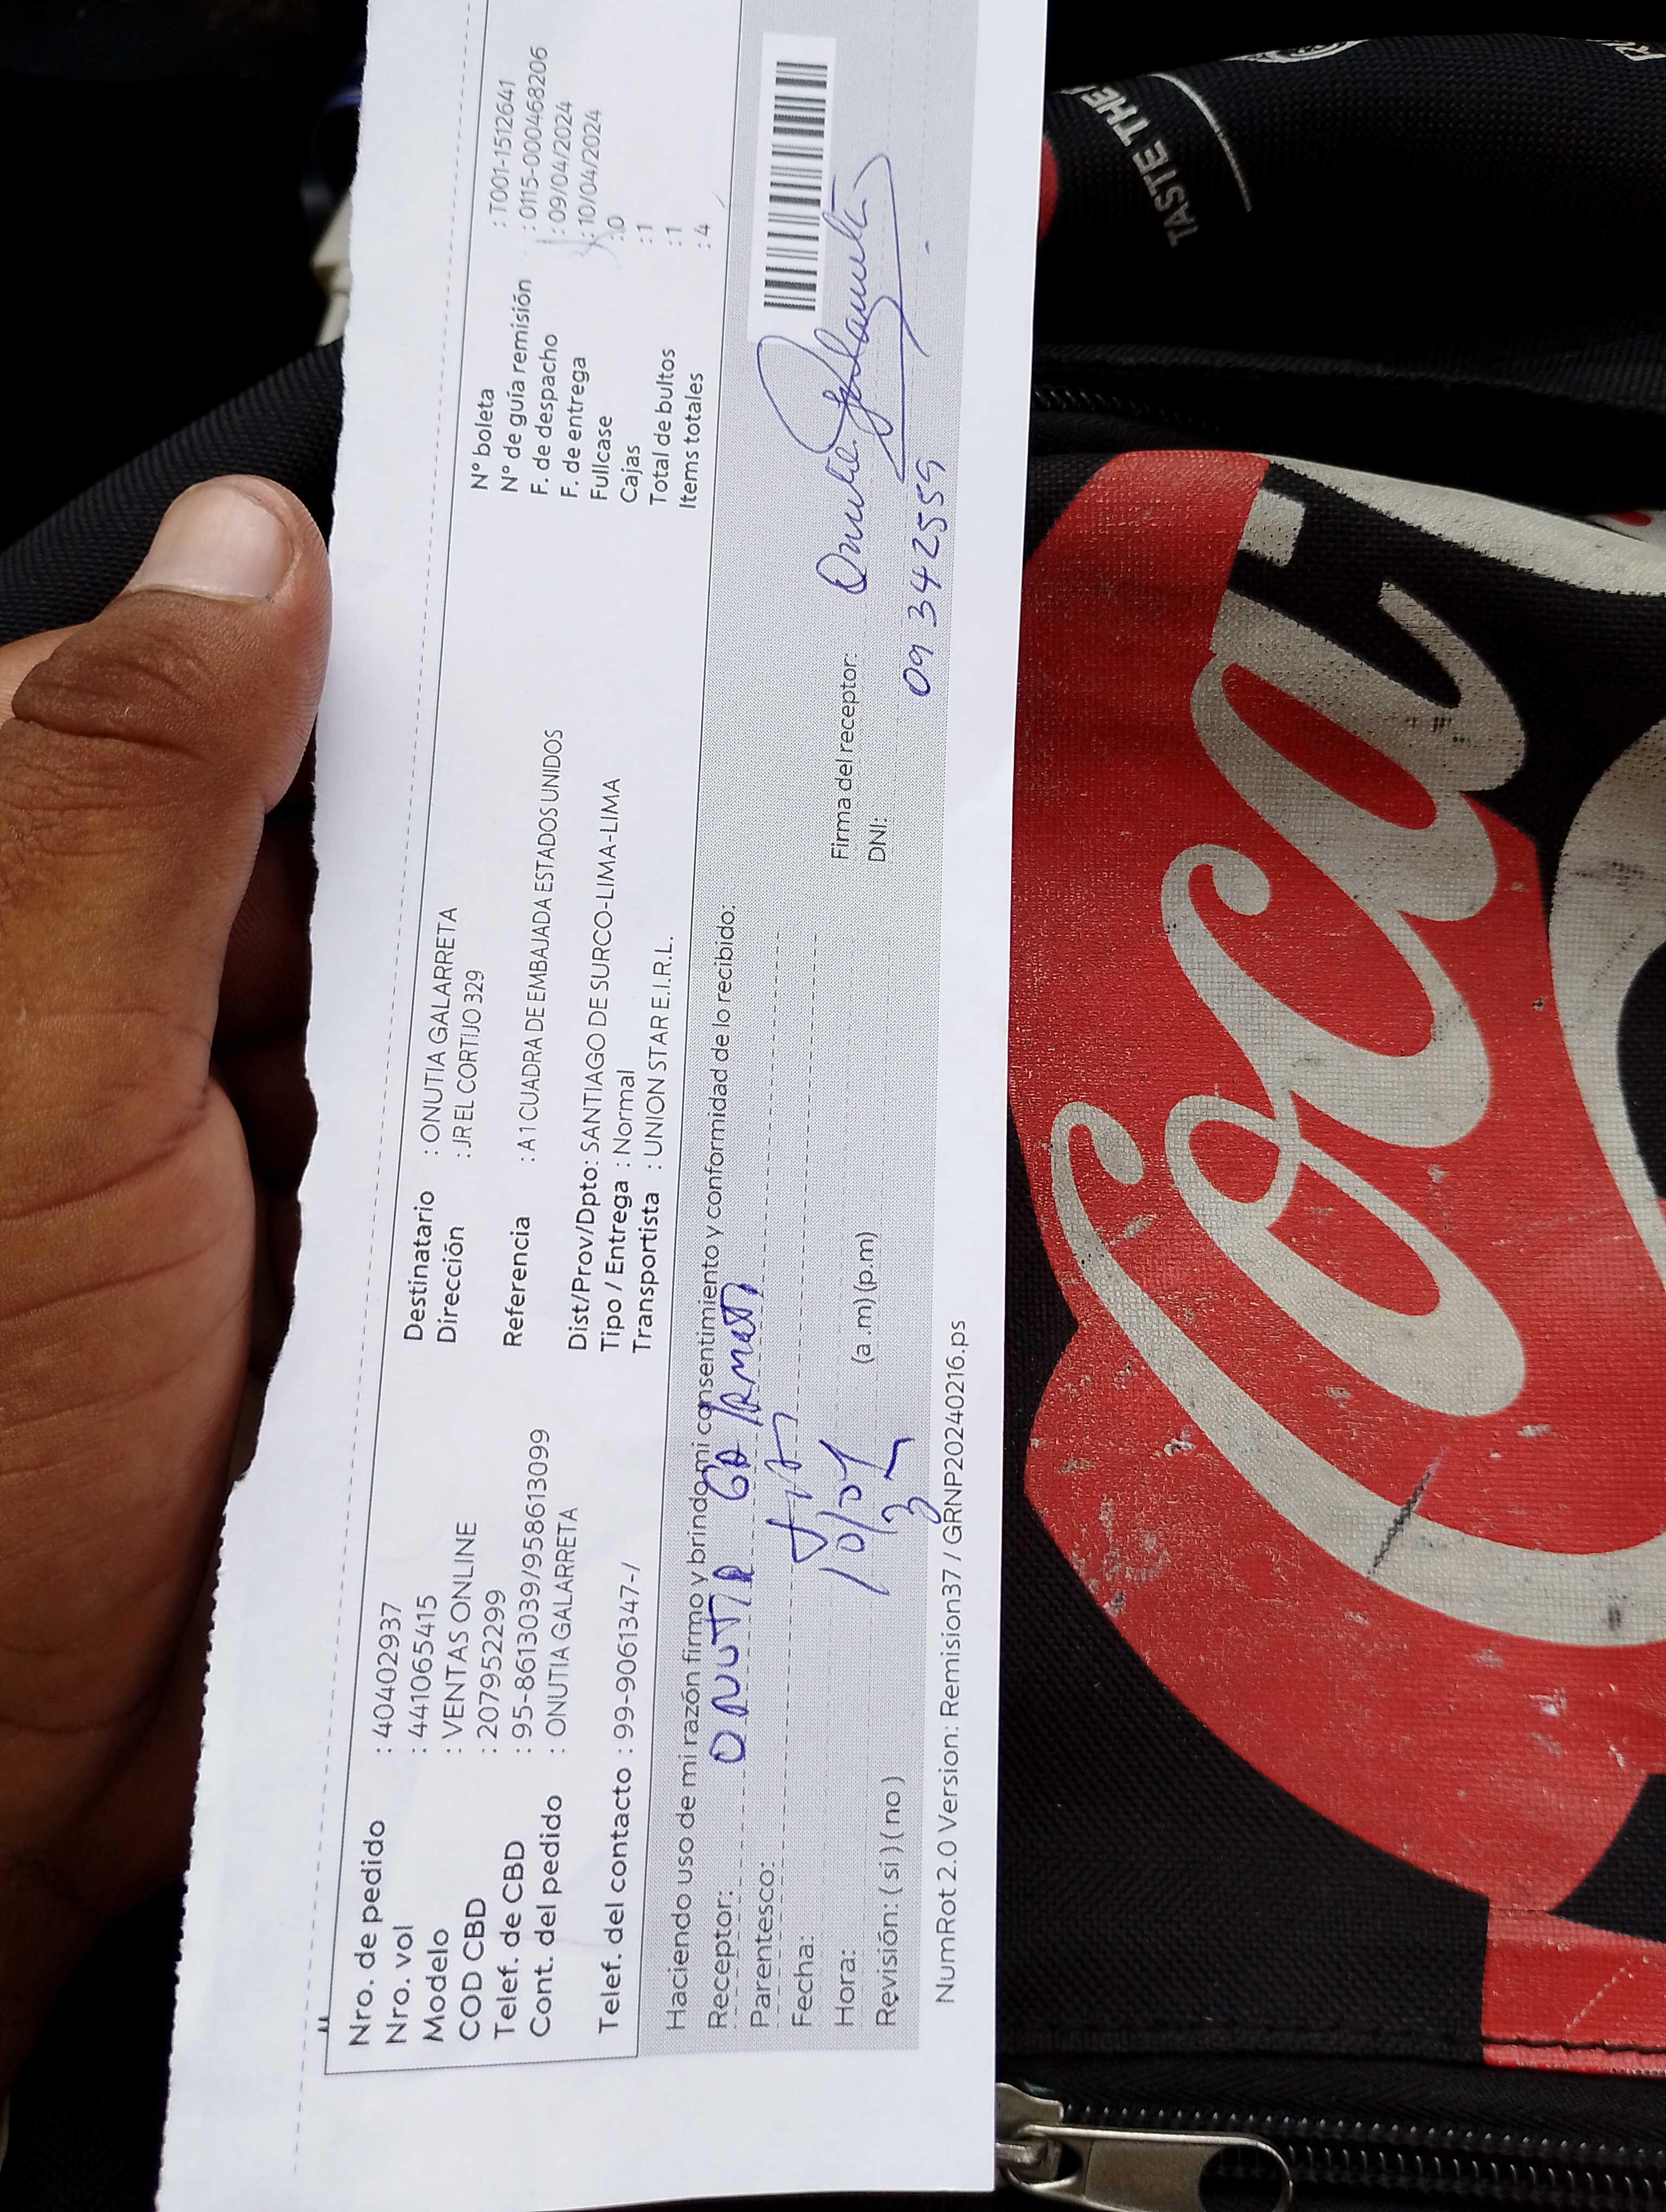 Nro. de pedido : 40402937
Nro. vol : 441065415
Modelo : VENTAS ONLINE
COD CBD : 207952299
Telef. de CBD : 95-8613039/958613099
Cont. del pedido : ONUTIA GALARRETA
Telef. del contacto : 99-9061347-/
Destinatario : ONUTIA GALARRETA
Dirección : JR EL CORTIJO 329
Referencia : A 1 CUADRA DE EMBAJADA ESTADOS UNIDOS
Dist/Prov/Dpto: SANTIAGO DE SURCO-LIMA-LIMA
Tipo / Entrega : Normal
Transportista : UNION STAR E.I.R.L.
N° boleta : T001-1512641
N° de guía remisión : 0115-0000468206
F. de despacho : 09/04/2024
F. de entrega : 10/04/2024
Fullcase : 0
Cajas : 1
Total de bultos : 1
Items totales : 4
Haciendo uso de mi razón firmo y brindo mi consentimiento y conformidad de lo recibido:
Receptor: ONUTIA
Parentesco:
Fecha:
Hora: (a .m) (p.m)
Revisión: ( si ) ( no )
Firma del receptor:
DNI: 09342559
NumRot 2.0 Version: Remision37 / GRNP20240216.ps
Coca
TASTE THE